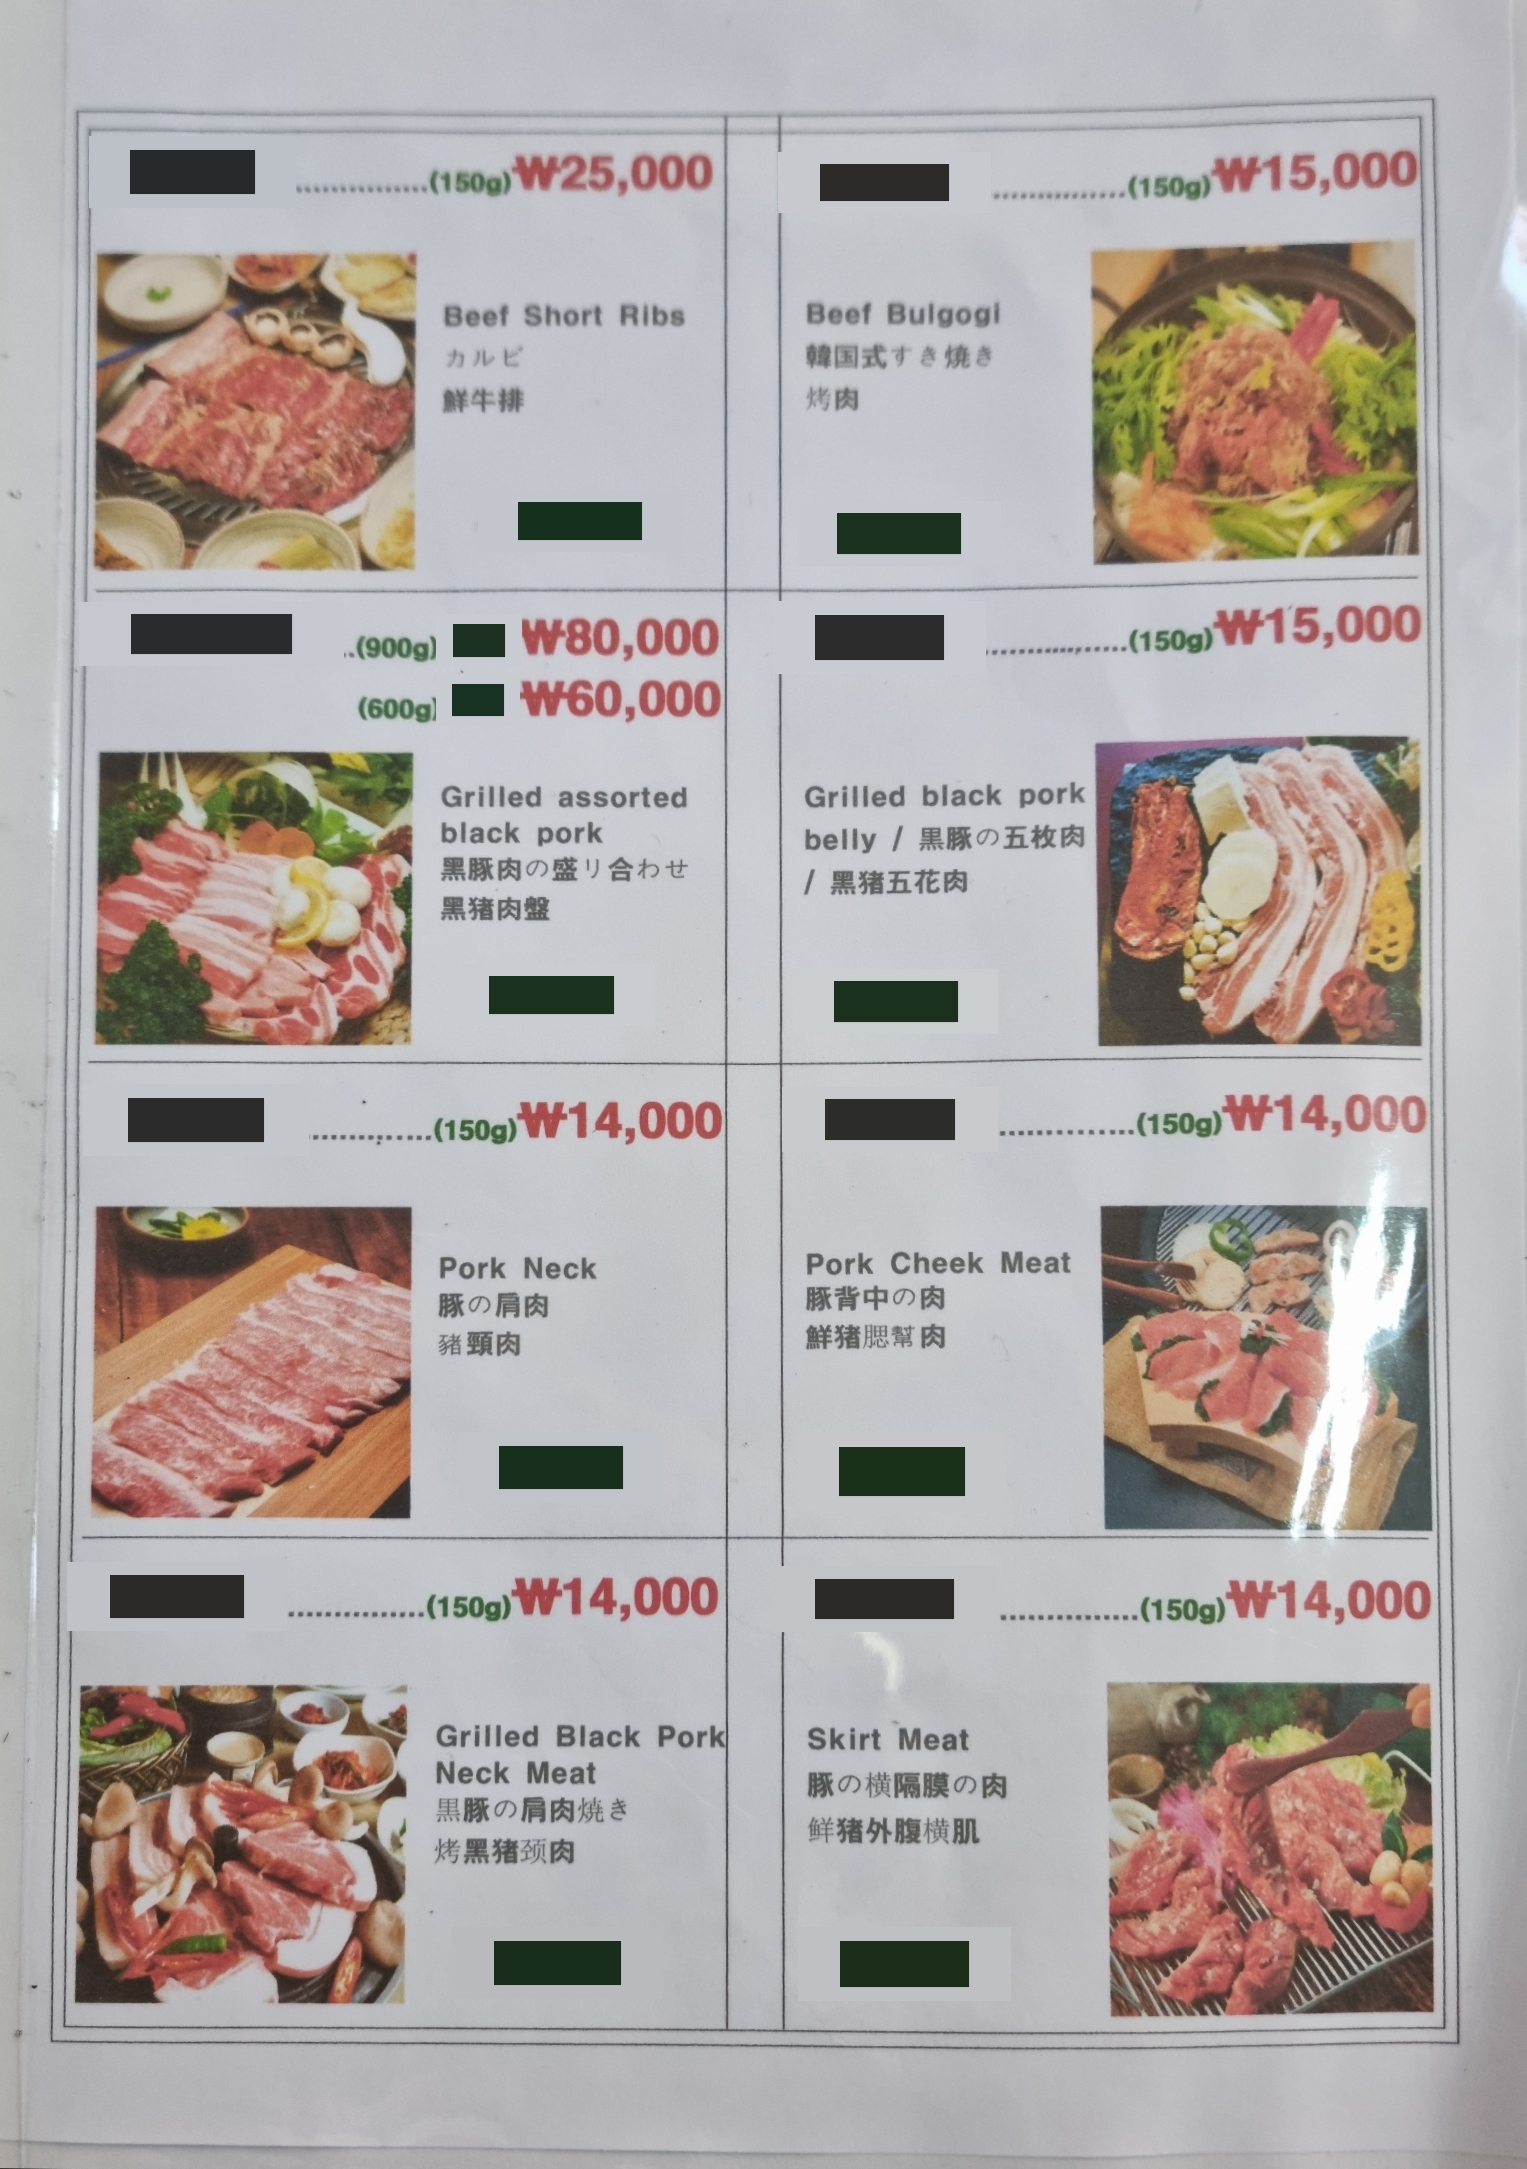 (150g)₩25,000
Beef Short Ribs
カルビ
鮮牛排
(150g)₩15,000
Beef Bulgogi
韓国式すき焼き
烤肉
(900g) ₩80,000
(600g) ₩60,000
Grilled assorted
black pork
黒豚肉の盛り合わせ
黑猪肉盤
(150g)₩15,000
Grilled black pork
belly / 黒豚の五枚肉
/ 黑猪五花肉
(150g)₩14,000
Pork Neck
豚の肩肉
豬頸肉
(150g)₩14,000
Pork Cheek Meat
豚背中の肉
鮮猪腮幫肉
(150g)₩14,000
Grilled Black Pork
Neck Meat
黒豚の肩肉焼き
烤黑猪颈肉
(150g)₩14,000
Skirt Meat
豚の横隔膜の肉
鲜猪外腹横肌